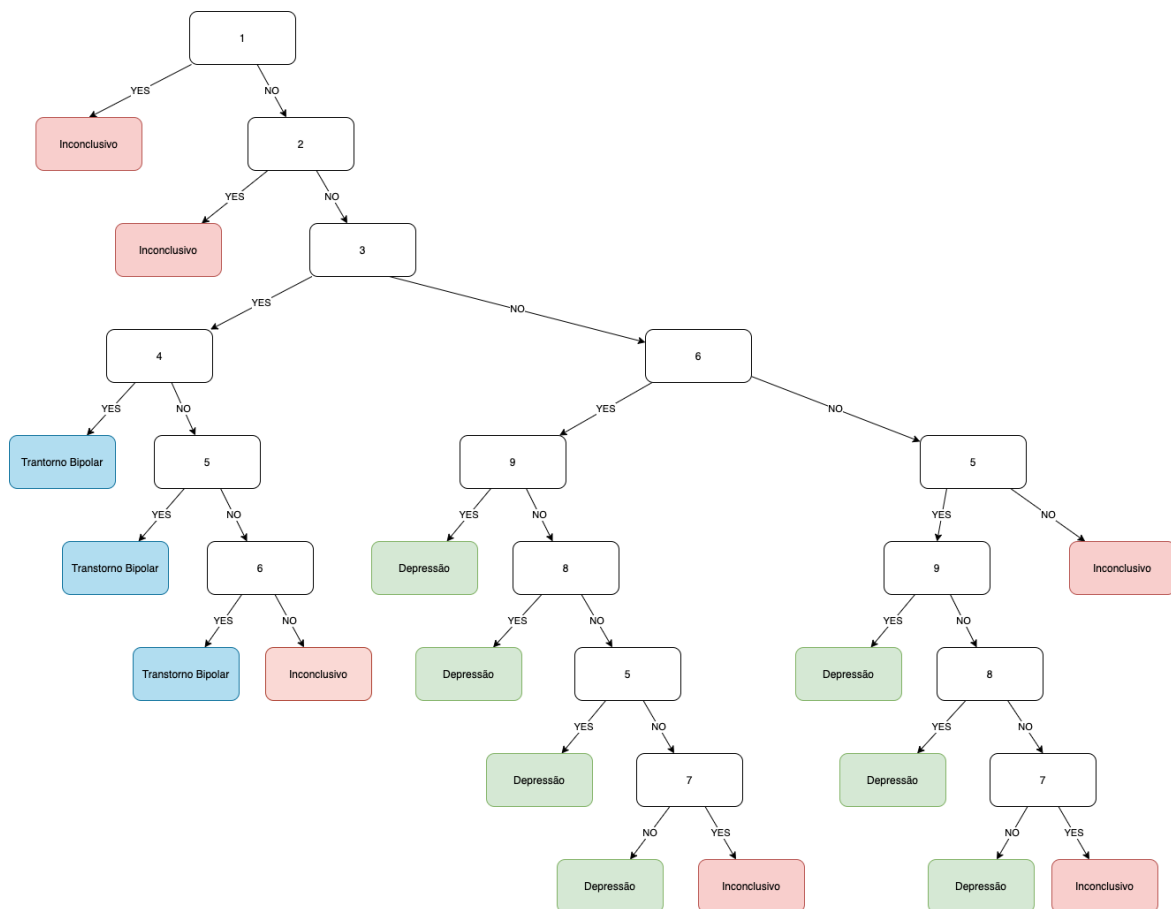 1
YES
NO
Inconclusivo
2
YES
NO
Inconclusivo
3
YES
NO
4
6
YES
NO
YES
NO
Trantorno Bipolar
5
9
5
YES
NO
YES
NO
YES
NO
Transtorno Bipolar
6
Depressão
8
9
Inconclusivo
YES
NO
YES
NO
YES
NO
Transtorno Bipolar
Inconclusivo
Depressão
5
Depressão
8
YES
NO
YES
NO
Depressão
7
Depressão
7
NO
YES
NO
YES
Depressão
Inconclusivo
Depressão
Inconclusivo